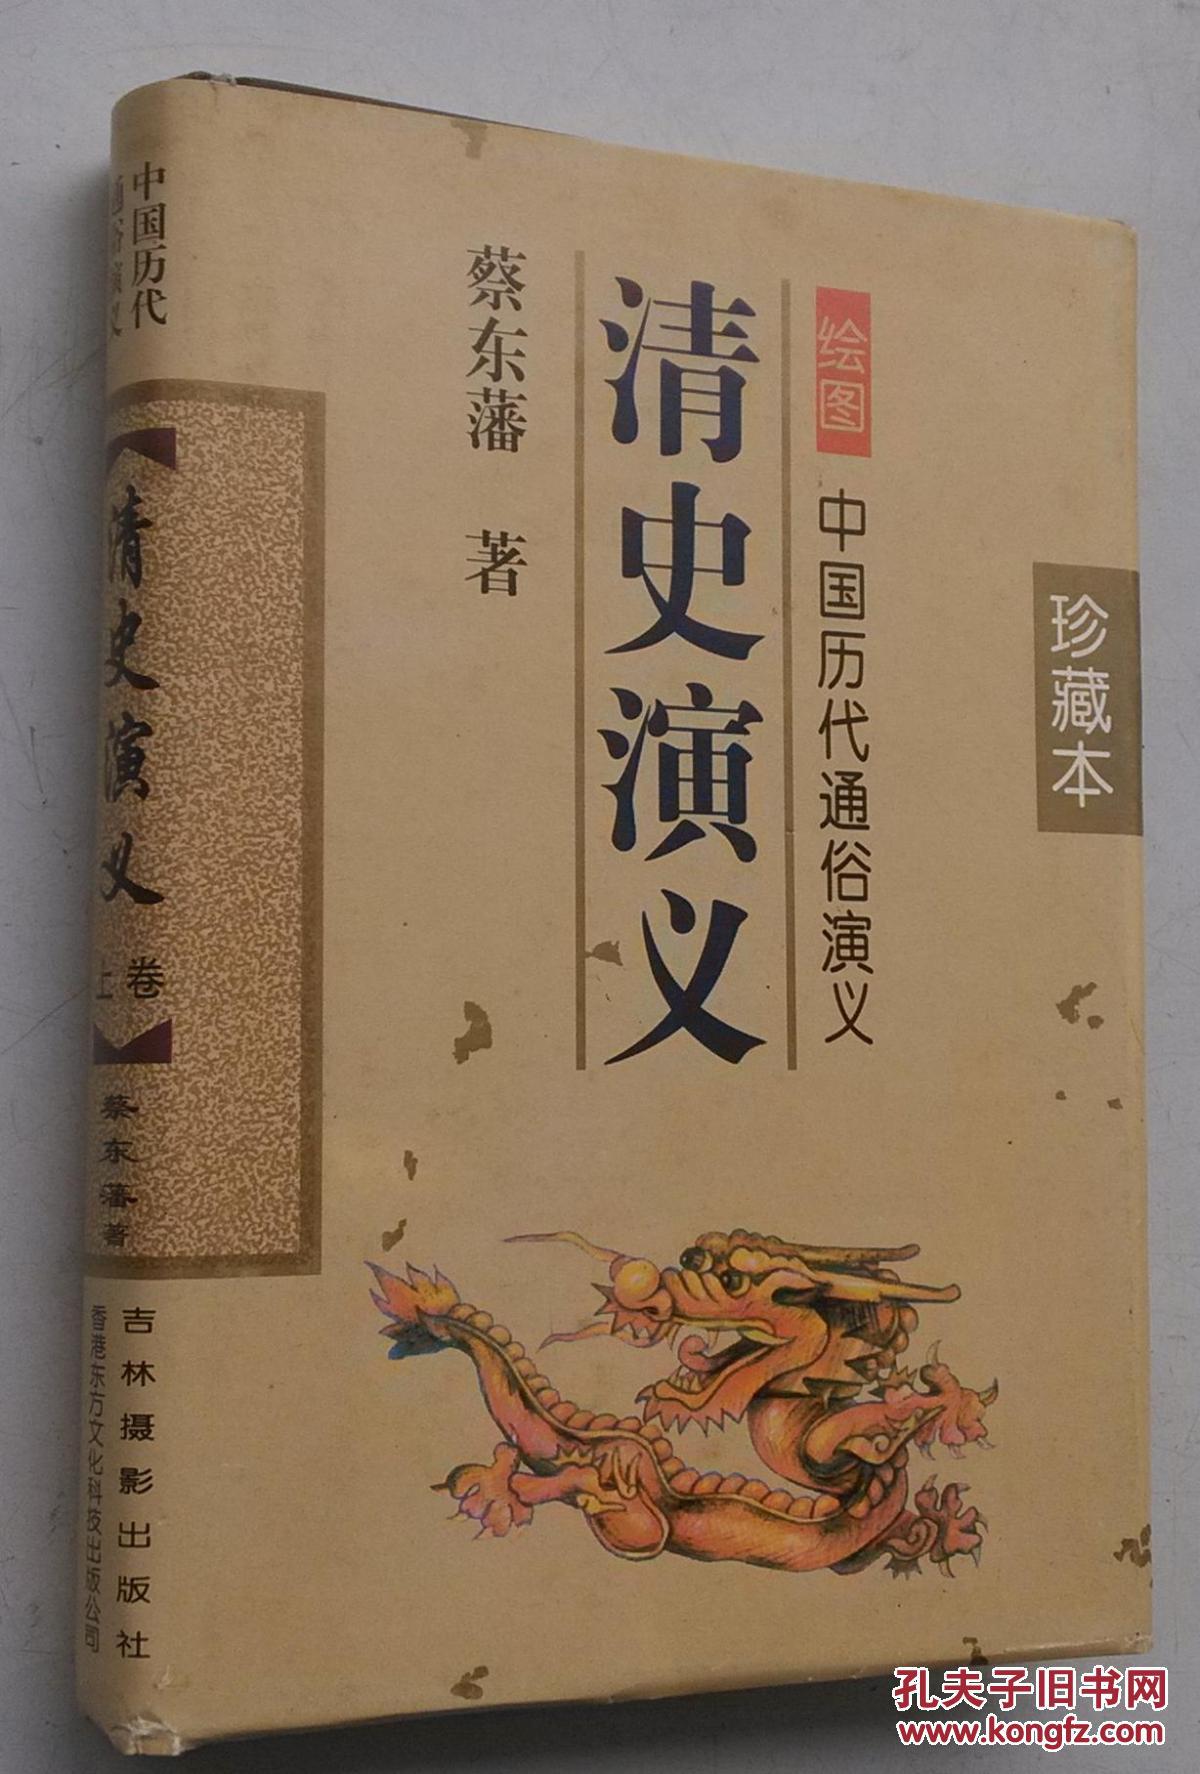 珍藏本
绘图
中国历代通俗演义
清史演义
蔡东藩 著
中国历代
通俗演义
清史演义
上卷
蔡东藩著
吉林摄影出版社
香港东方文化科技出版公司
孔夫子旧书网
www.kongfz.com